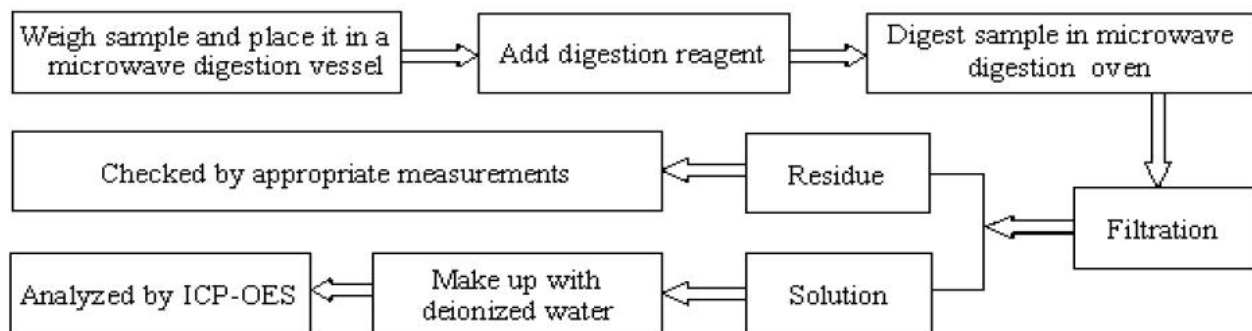 Weigh sample and place it in a
microwave digestion vessel
Add digestion reagent
Digest sample in microwave
digestion oven
Filtration
Residue
Checked by appropriate measurements
Solution
Make up with
deionized water
Analyzed by ICP-OES